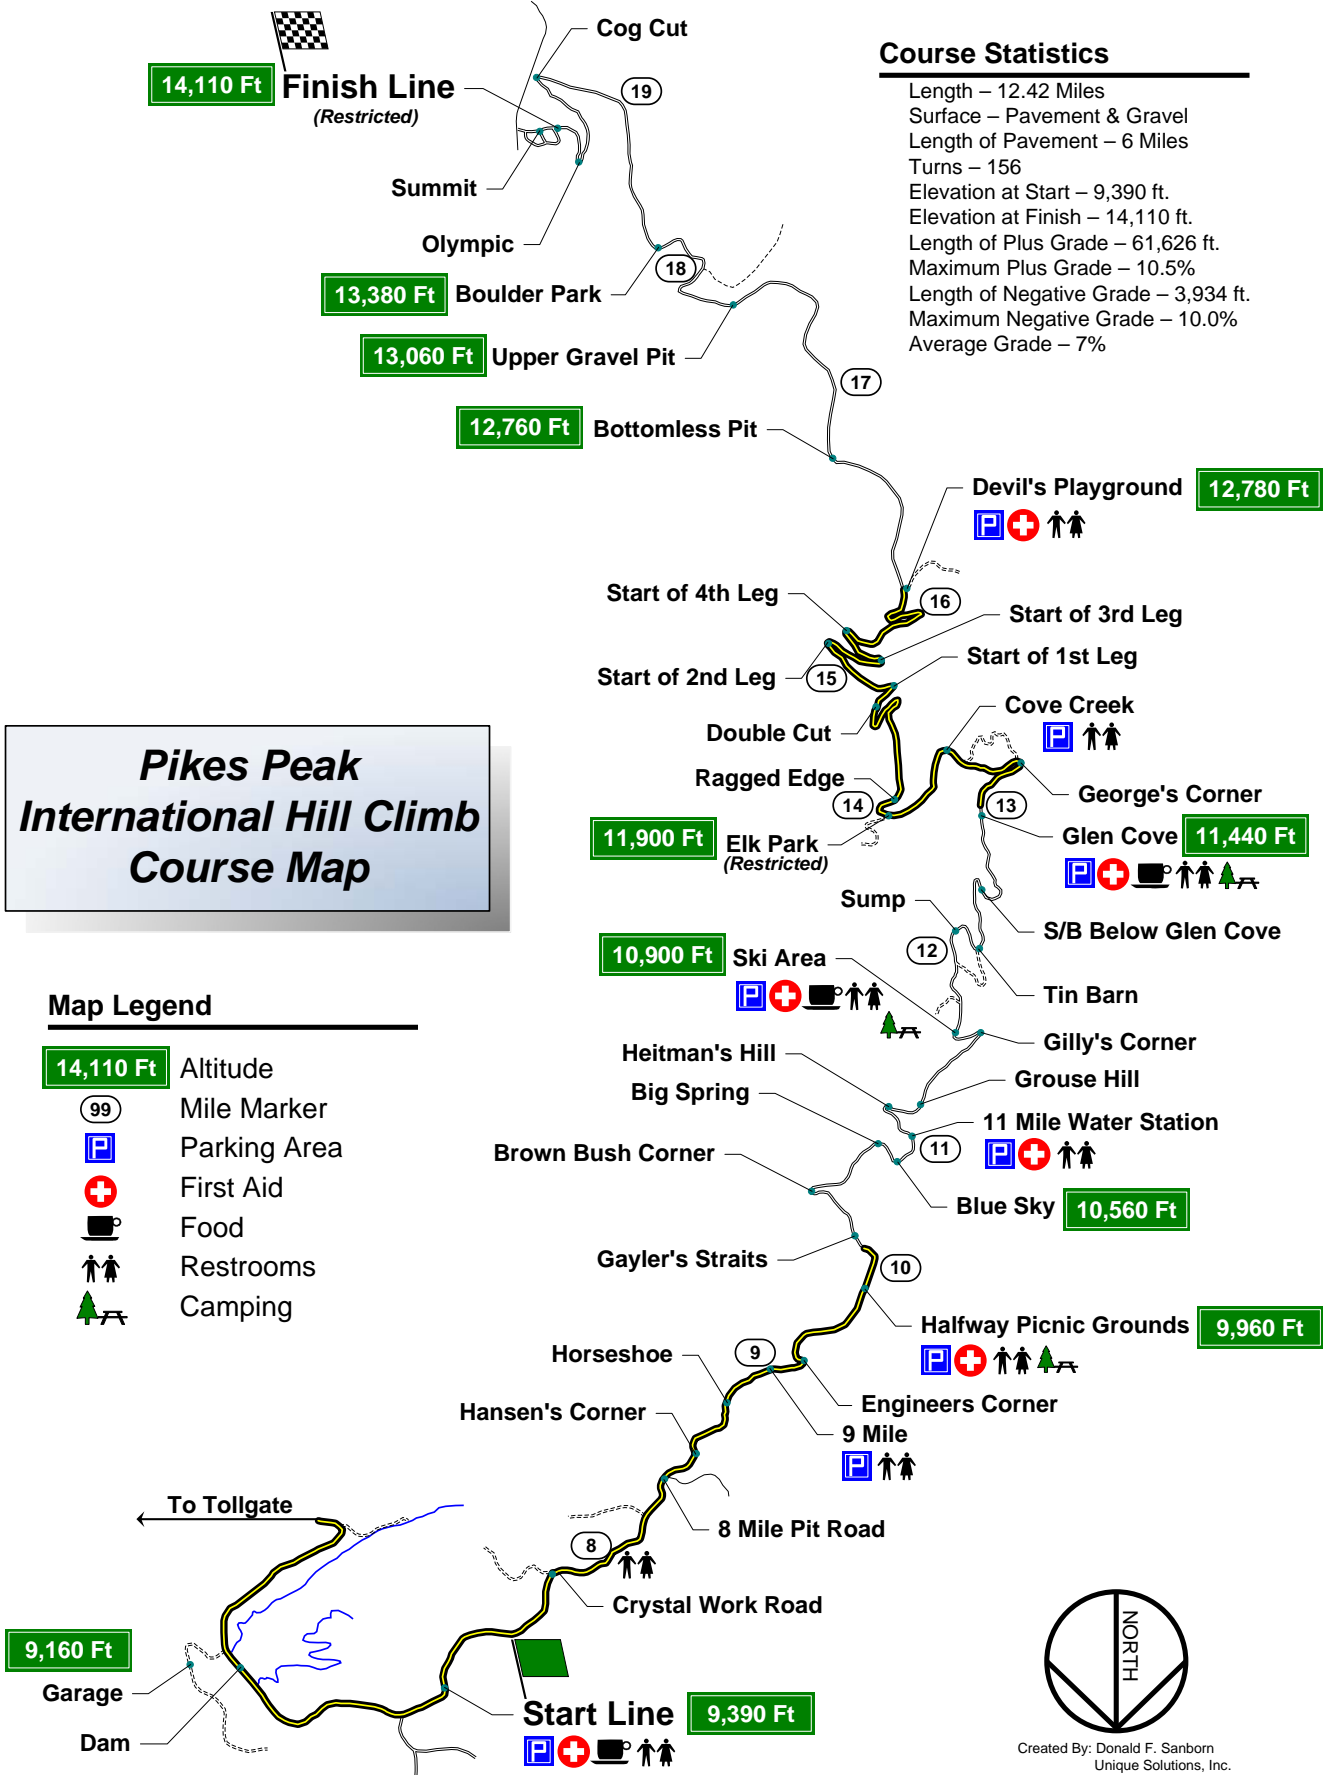 Cog Cut
14,110 Ft
Finish Line
(Restricted)
19
Course Statistics
Length – 12.42 Miles
Surface – Pavement & Gravel
Length of Pavement – 6 Miles
Turns – 156
Elevation at Start – 9,390 ft.
Elevation at Finish – 14,110 ft.
Length of Plus Grade – 61,626 ft.
Maximum Plus Grade – 10.5%
Length of Negative Grade – 3,934 ft.
Maximum Negative Grade – 10.0%
Average Grade – 7%
Summit
Olympic
18
13,380 Ft Boulder Park
13,060 Ft Upper Gravel Pit
17
12,760 Ft Bottomless Pit
Devil's Playground 12,780 Ft
P
Start of 4th Leg
16
Start of 3rd Leg
Start of 1st Leg
Start of 2nd Leg
15
Cove Creek
P
Double Cut
Ragged Edge
14
George's Corner
13
11,900 Ft Elk Park
(Restricted)
Glen Cove 11,440 Ft
P
Sump
S/B Below Glen Cove
12
10,900 Ft Ski Area
P
Tin Barn
Gilly's Corner
Heitman's Hill
Grouse Hill
Big Spring
11 Mile Water Station
P
11
Brown Bush Corner
Blue Sky 10,560 Ft
Gayler's Straits
10
Halfway Picnic Grounds 9,960 Ft
P
Horseshoe
9
Engineers Corner
Hansen's Corner
9 Mile
P
8 Mile Pit Road
To Tollgate
8
Crystal Work Road
9,160 Ft
Garage
Dam
Start Line 9,390 Ft
P
Pikes Peak
International Hill Climb
Course Map
Map Legend
14,110 Ft Altitude
99 Mile Marker
P Parking Area
First Aid
Food
Restrooms
Camping
NORTH
Created By: Donald F. Sanborn
Unique Solutions, Inc.